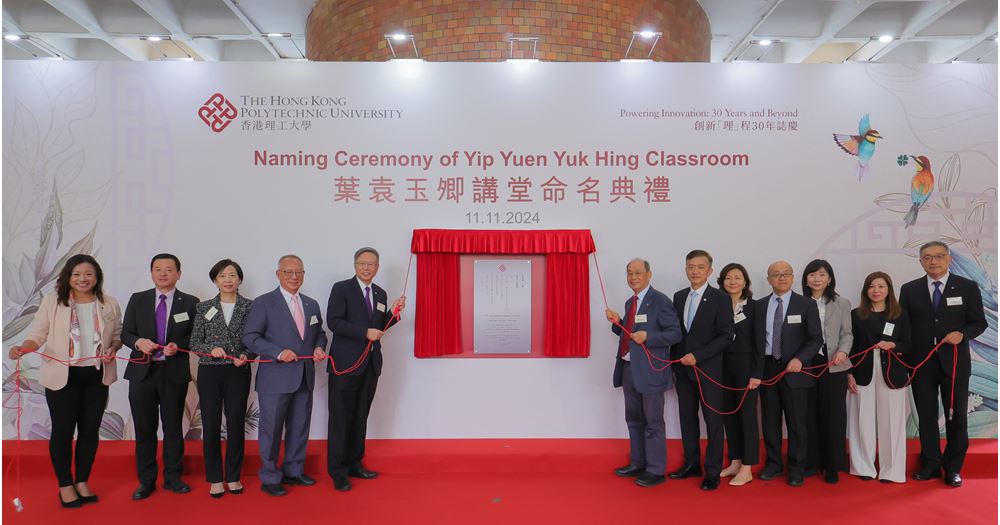 THE HONG KONG
POLYTECHNIC UNIVERSITY
香港理工大學
Powering Innovation: 30 Years and Beyond
創新「理」程30年誌慶
Naming Ceremony of Yip Yuen Yuk Hing Classroom
葉袁玉卿講堂命名典禮
11.11.2024